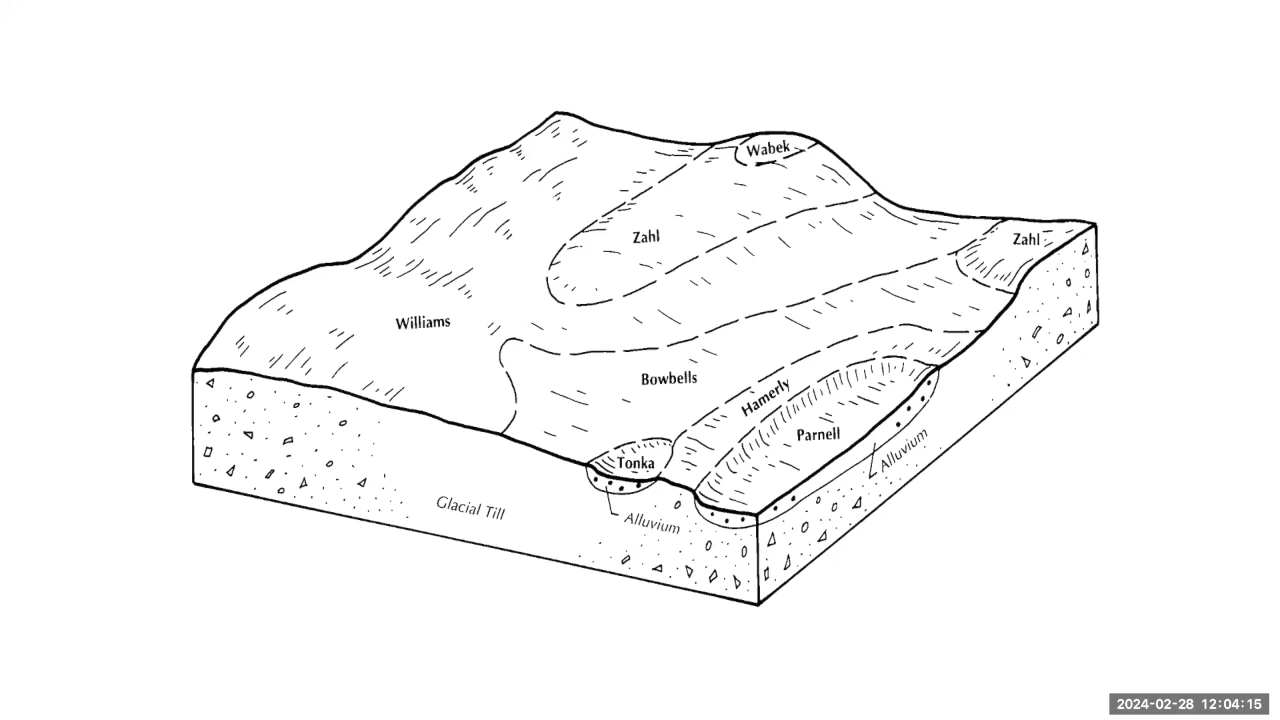 Wabek
Zahl
Zahl
Williams
Bowbells
Hamerly
Parnell
Tonka
Alluvium
Glacial Till
Alluvium
2024-02-28 12:04:15